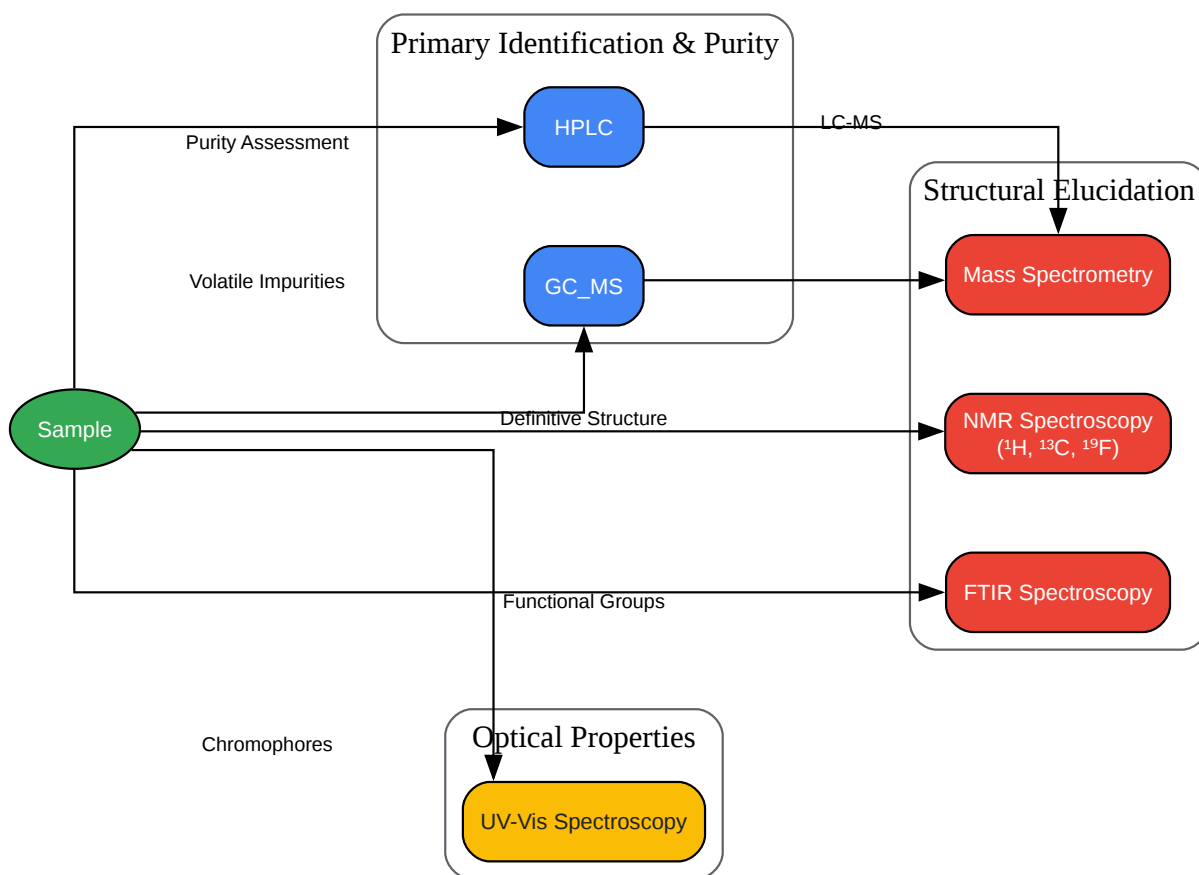 Primary Identification & Purity
HPLC
LC-MS
Purity Assessment
Structural Elucidation
Volatile Impurities
GC_MS
Mass Spectrometry
Sample
Definitive Structure
NMR Spectroscopy
(¹H, ¹³C, ¹⁹F)
FTIR Spectroscopy
Functional Groups
Chromophores
Optical Properties
UV-Vis Spectroscopy